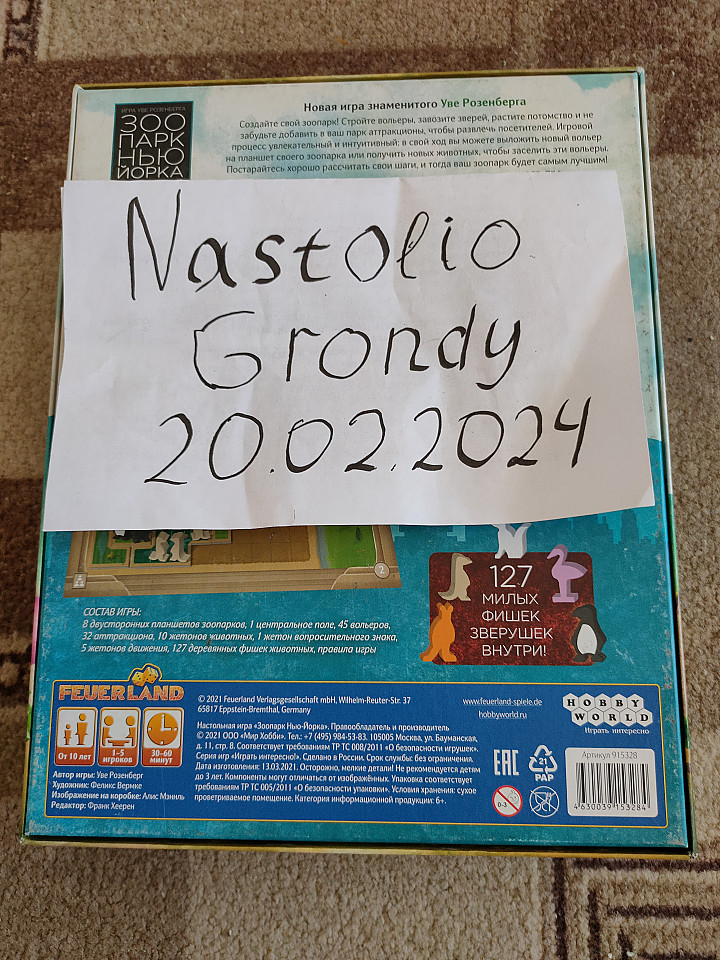 ИГРА УВЕ РОЗЕНБЕРГА
ЗОО
ПАРК
НЬЮ
ЙОРКА
Новая игра знаменитого Уве Розенберга
Создайте свой зоопарк! Стройте вольеры, завозите зверей, растите потомство и не
забудьте добавить в ваш парк аттракционы, чтобы развлечь посетителей. Игровой
процесс увлекательный и интуитивный: в свой ход вы можете выложить новый вольер
на планшет своего зоопарка или получить новых животных, чтобы заселить эти вольеры.
Постарайтесь хорошо рассчитать свои шаги, и тогда ваш зоопарк будет самым лучшим!
Nastolio
Grondy
20.02.2024
2
127
МИЛЫХ
ФИШЕК
ЗВЕРУШЕК
ВНУТРИ!
СОСТАВ ИГРЫ:
8 двусторонних планшетов зоопарков, 1 центральное поле, 45 вольеров,
32 аттракциона, 10 жетонов животных, 1 жетон вопросительного знака,
5 жетонов движения, 127 деревянных фишек животных, правила игры
FEUERLAND
От 10 лет
1-5 игроков
30-60 минут
Автор игры: Уве Розенберг
Художник: Феликс Вермке
Изображение на коробке: Алис Мэниль
Редактор: Франк Хеерен
© 2021 Feuerland Verlagsgesellschaft mbH, Wilhelm-Reuter-Str. 37
65817 Eppstein-Bremthal, Germany
www.feuerland-spiele.de
hobbyworld.ru
Настольная игра «Зоопарк Нью-Йорка». Правообладатель и производитель
© 2021 ООО «Мир Хобби». Тел.: +7 (495) 984-53-83. 105005 Москва, ул. Бауманская,
д. 11, стр. 8. Соответствует требованиям ТР ТС 008/2011 «О безопасности игрушек».
Серия игр «Играть интересно!». Сделано в России. Срок службы: без ограничения.
Дата изготовления: 13.03.2021. Осторожно, мелкие детали! Не рекомендуется детям
до 3 лет. Компоненты могут отличаться от изображённых. Упаковка соответствует
требованиям ТР ТС 005/2011 «О безопасности упаковки». Условия хранения: сухое
проветриваемое помещение. Категория информационной продукции: 6+.
HOBBY
WORLD
Играть интересно
EAC
21
PAP
0-3
Артикул 915328
4 630039 153284